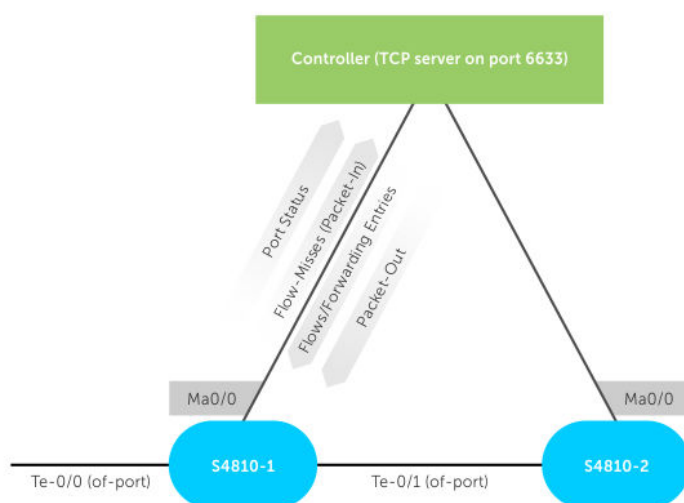 Controller (TCP server on port 6633)
Port Status
Flow-Misses (Packet-In)
Flows/Forwarding Entries
Packet-Out
Ma0/0
Ma0/0
S4810-1
S4810-2
Te-0/0 (of-port)
Te-0/1 (of-port)